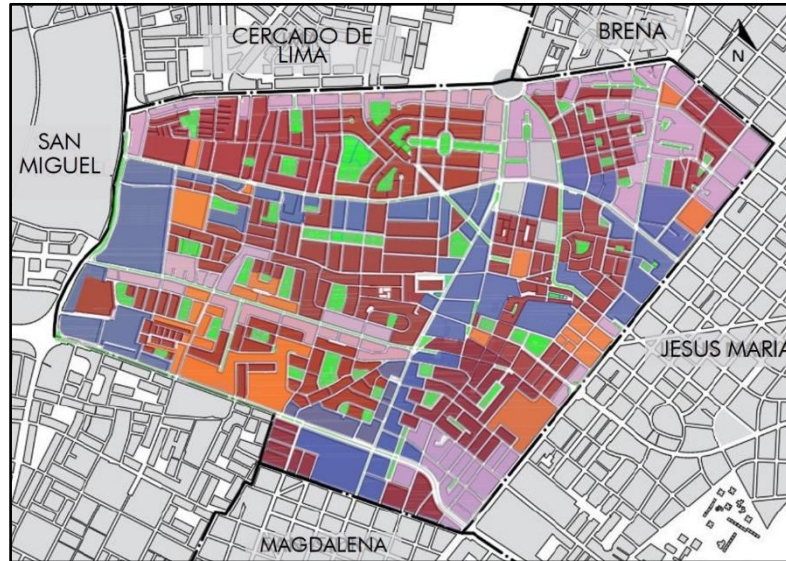 CERCADO DE
LIMA
BREÑA
N
SAN
MIGUEL
JESUS MARIA
MAGDALENA